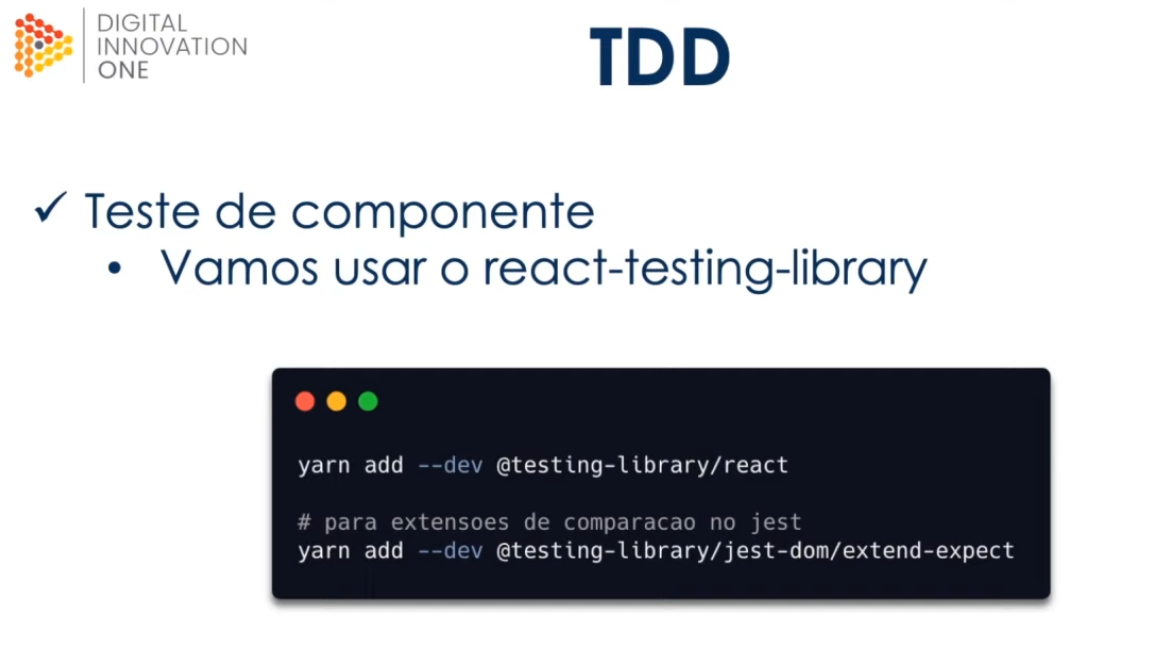 DIGITAL
INNOVATION
ONE
TDD
✓ Teste de componente
• Vamos usar o react-testing-library
yarn add --dev @testing-library/react
# para extensoes de comparacao no jest
yarn add --dev @testing-library/jest-dom/extend-expect